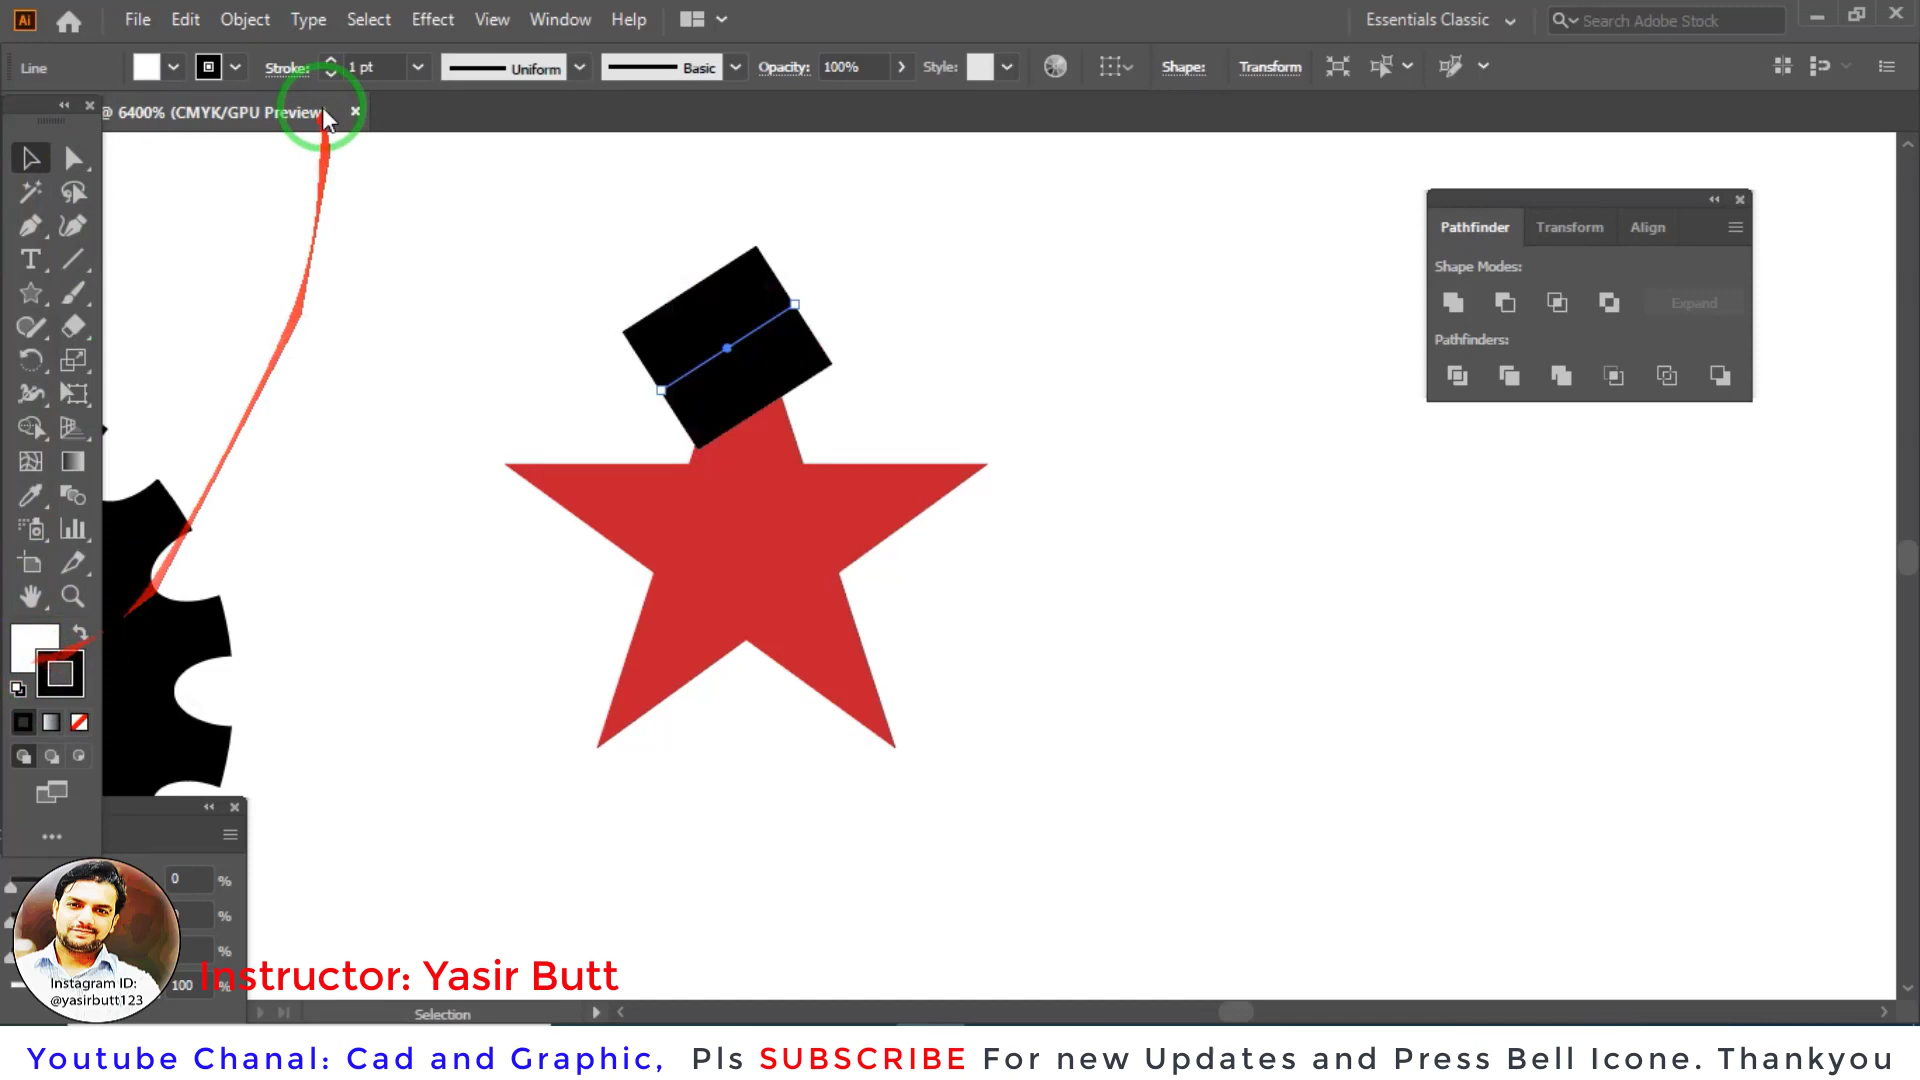 Ai File Edit Object Type Select Effect View Window Help Essentials Classic Search Adobe Stock
Line Stroke: 1 pt Uniform Basic Opacity: 100% Style: Shape: Transform
@ 6400% (CMYK/GPU Preview
Pathfinder Transform Align
Shape Modes:
Expand
Pathfinders:
0 %
%
%
100 %
Instagram ID:
@yasirbutt123
Instructor: Yasir Butt
Selection
Youtube Chanal: Cad and Graphic, Pls SUBSCRIBE For new Updates and Press Bell Icone. Thankyou